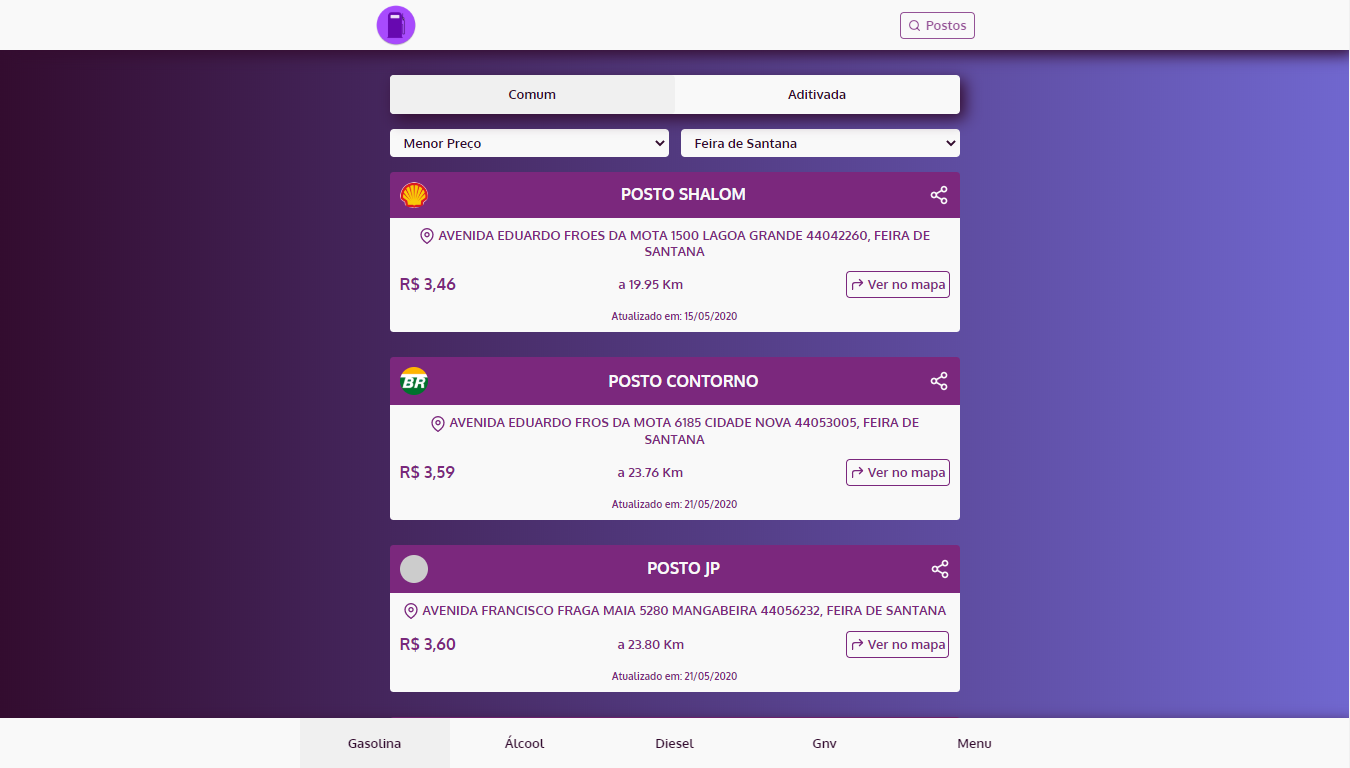 Postos
Comum
Aditivada
Menor Preço
Feira de Santana
POSTO SHALOM
AVENIDA EDUARDO FROES DA MOTA 1500 LAGOA GRANDE 44042260, FEIRA DE
SANTANA
R$ 3,46
a 19.95 Km
Ver no mapa
Atualizado em: 15/05/2020
BR
POSTO CONTORNO
AVENIDA EDUARDO FROS DA MOTA 6185 CIDADE NOVA 44053005, FEIRA DE
SANTANA
R$ 3,59
a 23.76 Km
Ver no mapa
Atualizado em: 21/05/2020
POSTO JP
AVENIDA FRANCISCO FRAGA MAIA 5280 MANGABEIRA 44056232, FEIRA DE SANTANA
R$ 3,60
a 23.80 Km
Ver no mapa
Atualizado em: 21/05/2020
Gasolina
Álcool
Diesel
Gnv
Menu